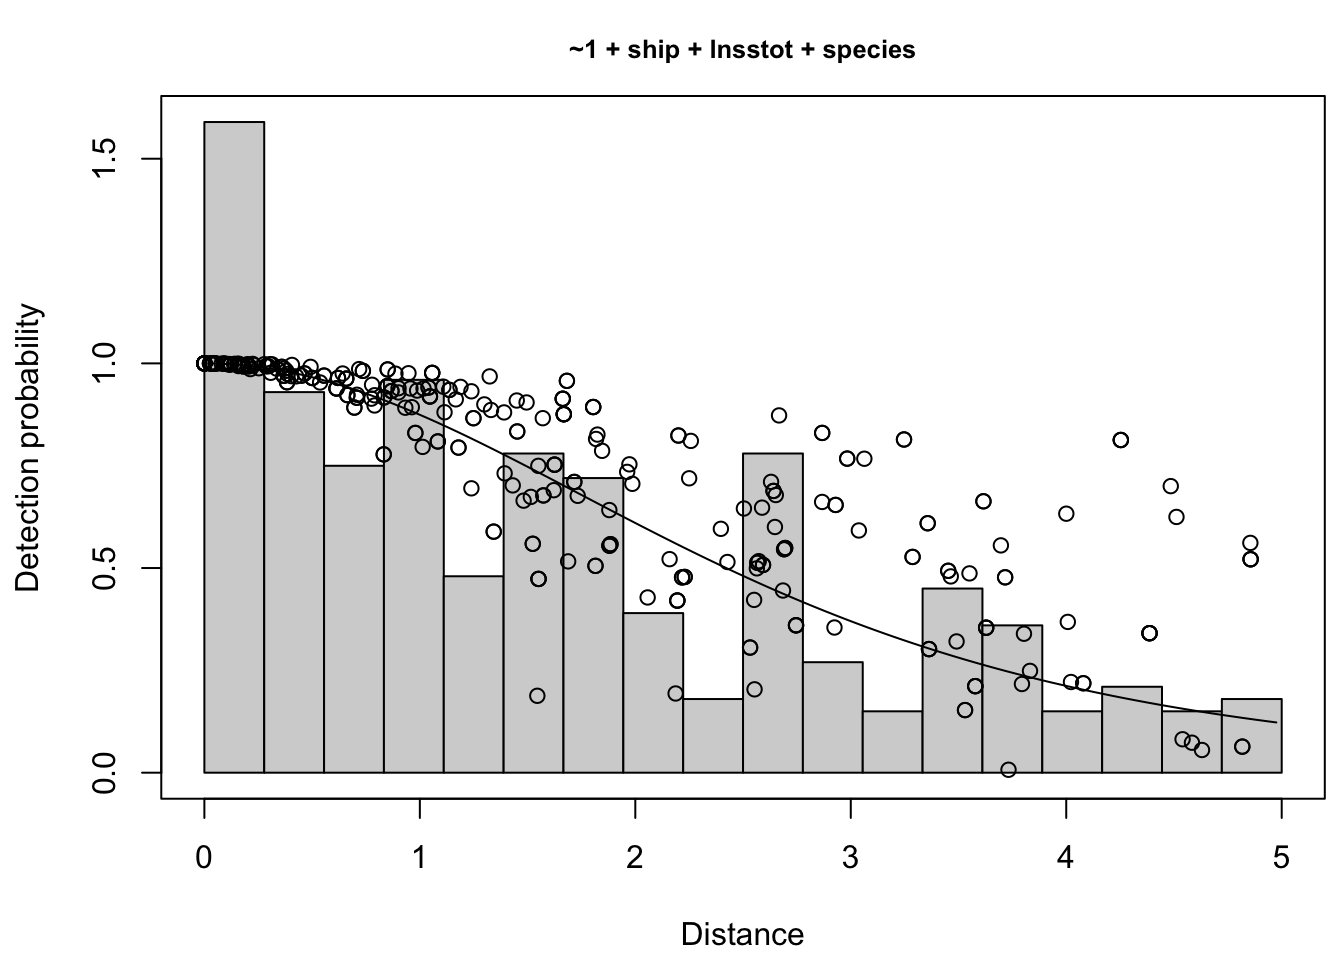 ~1 + ship + lnsstot + species
Detection probability
1.5
1.0
0.5
0.0
0 1 2 3 4 5
Distance